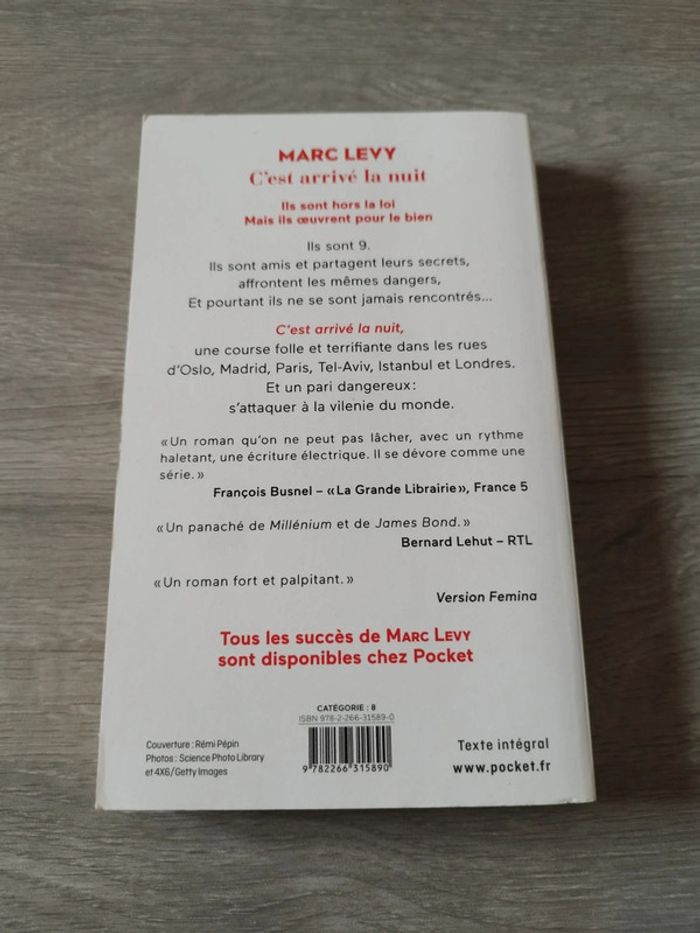 MARC LEVY
C'est arrivé la nuit
Ils sont hors la loi
Mais ils œuvrent pour le bien
Ils sont 9.
Ils sont amis et partagent leurs secrets,
affrontent les mêmes dangers,
Et pourtant ils ne se sont jamais rencontrés...
C'est arrivé la nuit,
une course folle et terrifiante dans les rues
d'Oslo, Madrid, Paris, Tel-Aviv, Istanbul et Londres.
Et un pari dangereux :
s'attaquer à la vilenie du monde.
« Un roman qu'on ne peut pas lâcher, avec un rythme
haletant, une écriture électrique. Il se dévore comme une
série. »
François Busnel – « La Grande Librairie », France 5
« Un panaché de Millénium et de James Bond. »
Bernard Lehut – RTL
« Un roman fort et palpitant. »
Version Femina
Tous les succès de MARC LEVY
sont disponibles chez Pocket
CATÉGORIE : 8
ISBN 978-2-266-31589-0
9 782266 315890
Couverture : Rémi Pépin
Photos : Science Photo Library
et 4X6/Getty Images
Texte intégral
www.pocket.fr